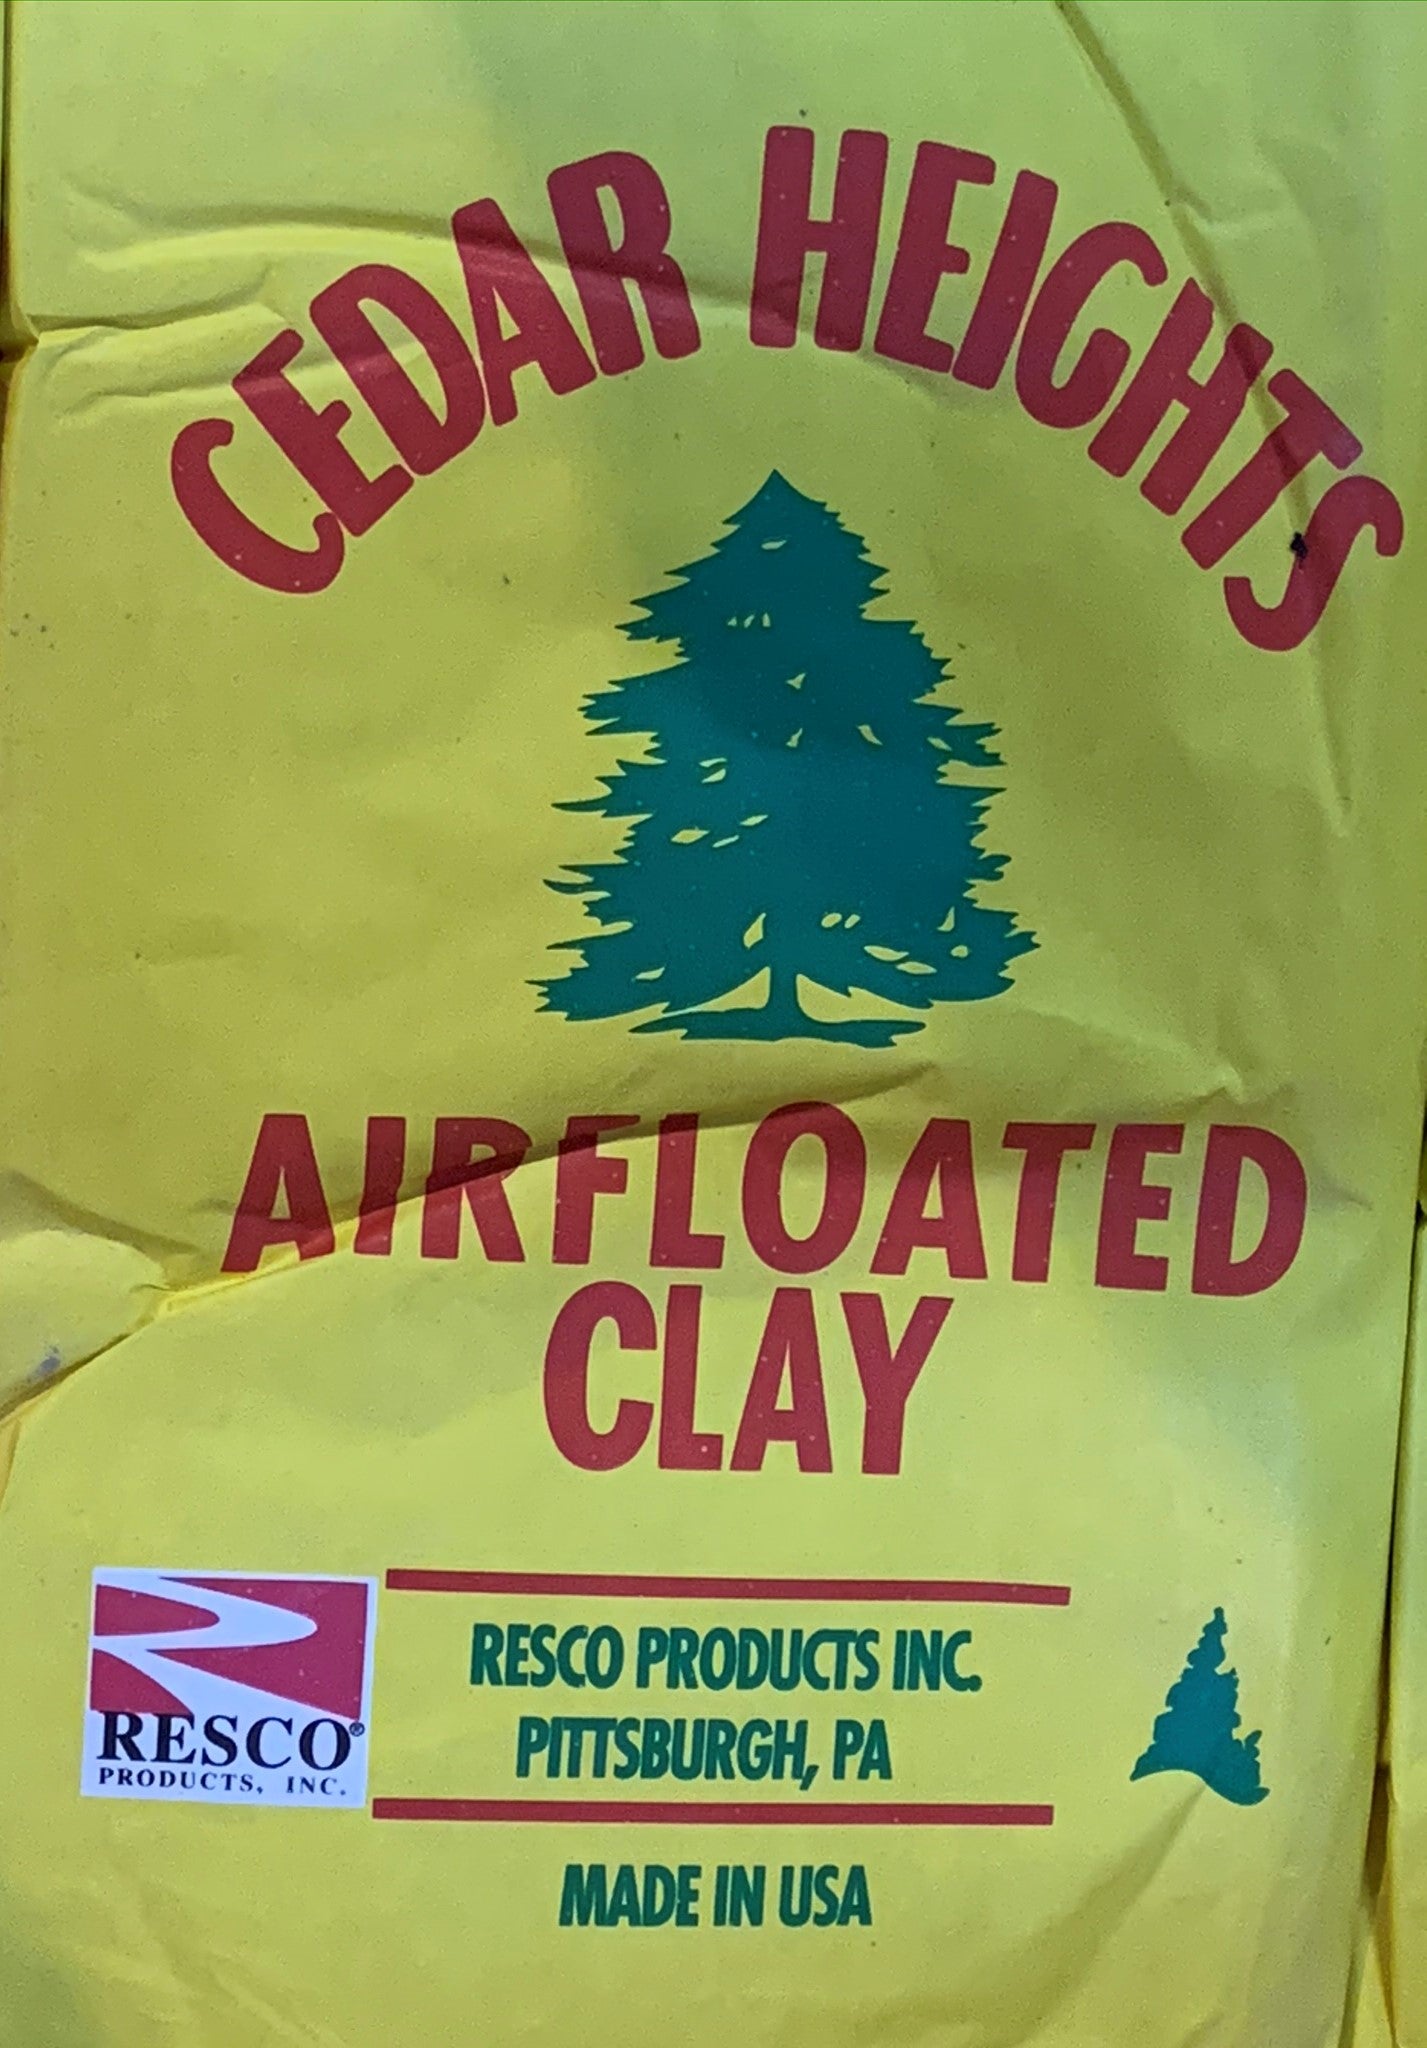 CEDAR HEIGHTS
AIRFLOATED
CLAY
RESCO®
PRODUCTS, INC.
RESCO PRODUCTS INC.
PITTSBURGH, PA
MADE IN USA